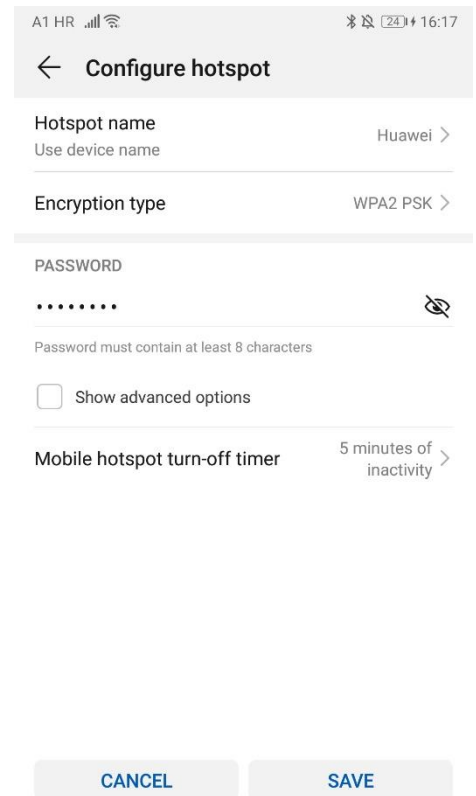 A1 HR 24 16:17
Configure hotspot
Hotspot name
Use device name
Huawei
Encryption type
WPA2 PSK
PASSWORD
••••••••
Password must contain at least 8 characters
Show advanced options
Mobile hotspot turn-off timer
5 minutes of
inactivity
CANCEL SAVE